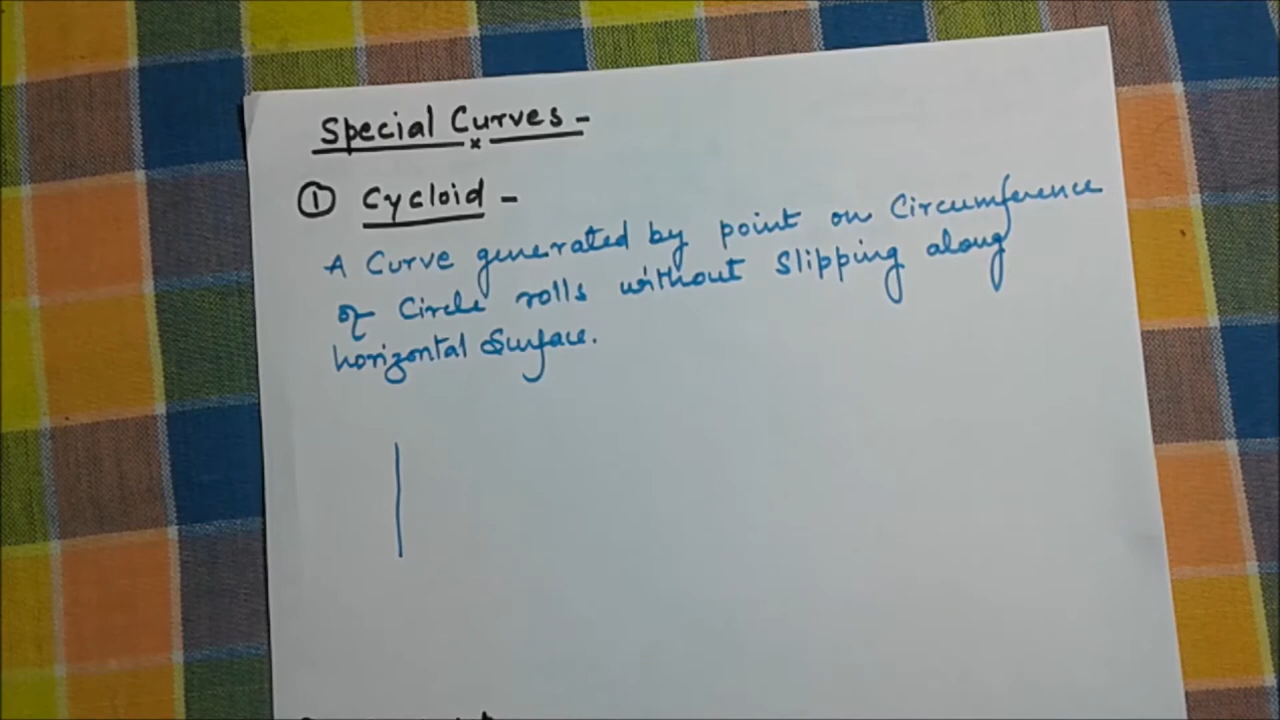 Special Curves -
① Cycloid -
A Curve generated by point on Circumference
of Circle rolls without Slipping along
horizontal Surface.